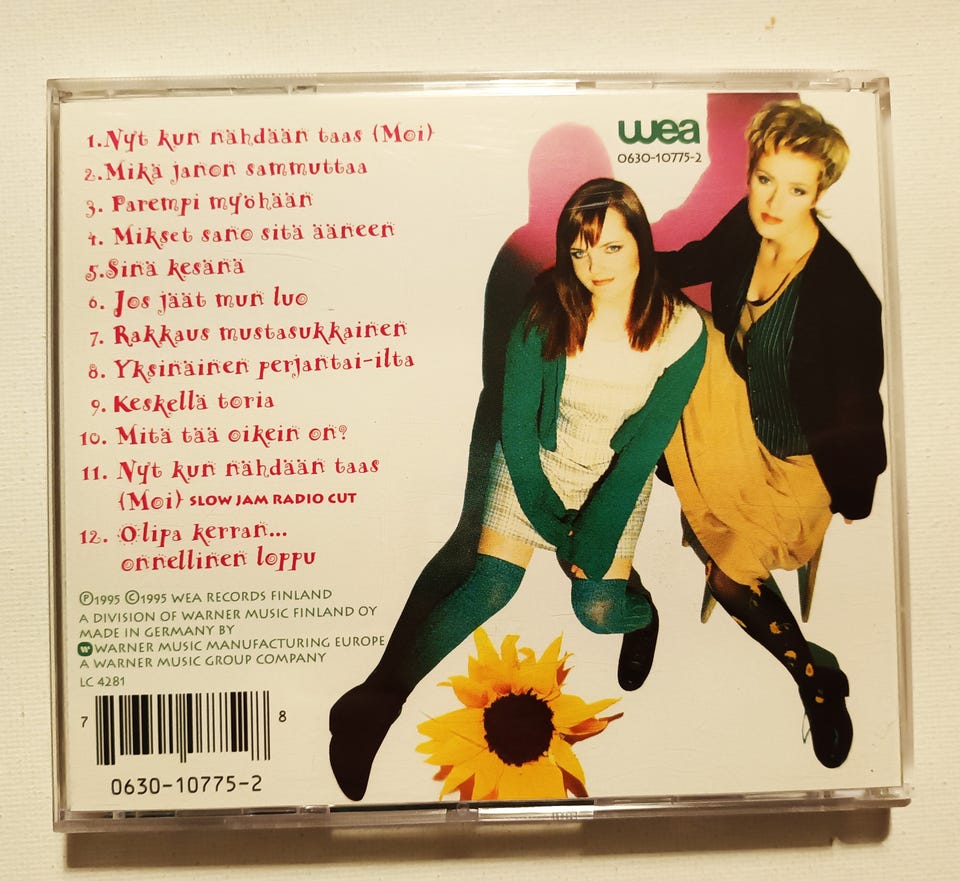 1. Nyt kun nähdään taas (Moi)
2. Mikä janon sammuttaa
3. Parempi myöhään
4. Mikset sano sitä ääneen
5. Sinä kesänä
6. Jos jäät mun luo
7. Rakkaus mustasukkainen
8. Yksinäinen perjantai-ilta
9. Keskellä toria
10. Mitä tää oikein on?
11. Nyt kun nähdään taas
(Moi) SLOW JAM RADIO CUT
12. Olipa kerran...
onnellinen loppu
℗1995 ©1995 WEA RECORDS FINLAND
A DIVISION OF WARNER MUSIC FINLAND OY
MADE IN GERMANY BY
WARNER MUSIC MANUFACTURING EUROPE
A WARNER MUSIC GROUP COMPANY
LC 4281
7 8
0630-10775-2
wea
0630-10775-2